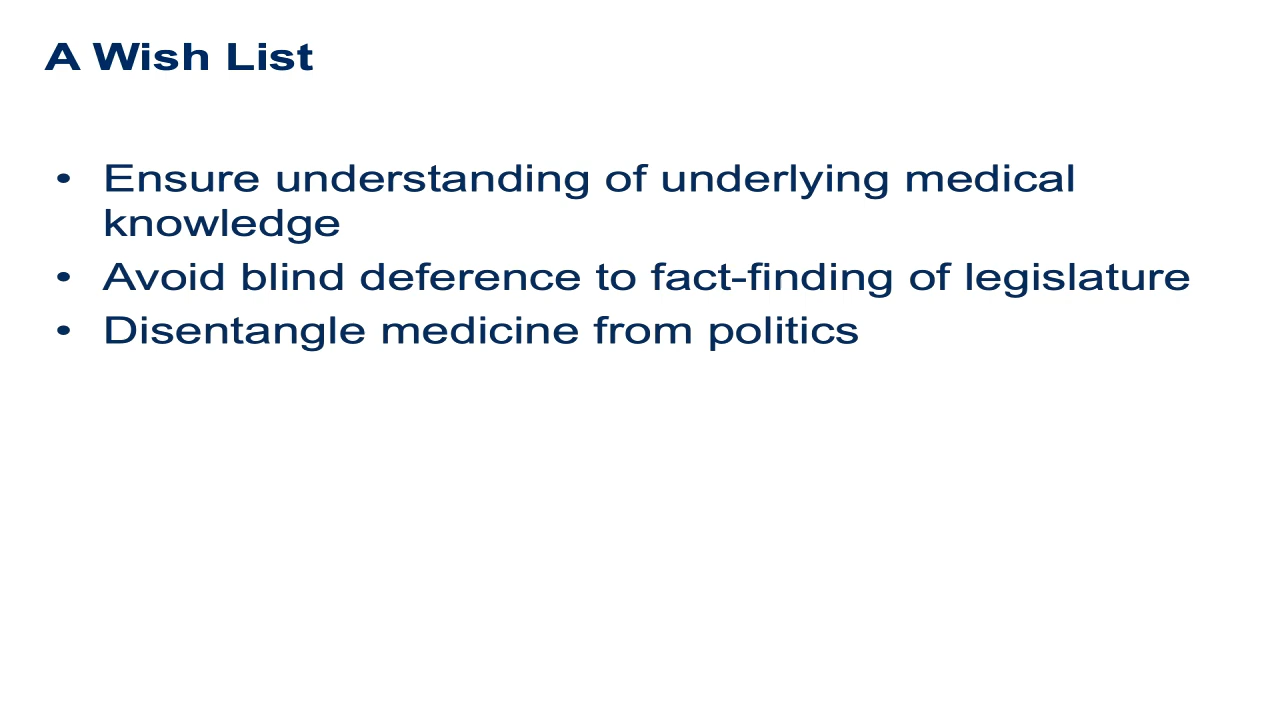 A Wish List
• Ensure understanding of underlying medical
knowledge
• Avoid blind deference to fact-finding of legislature
• Disentangle medicine from politics